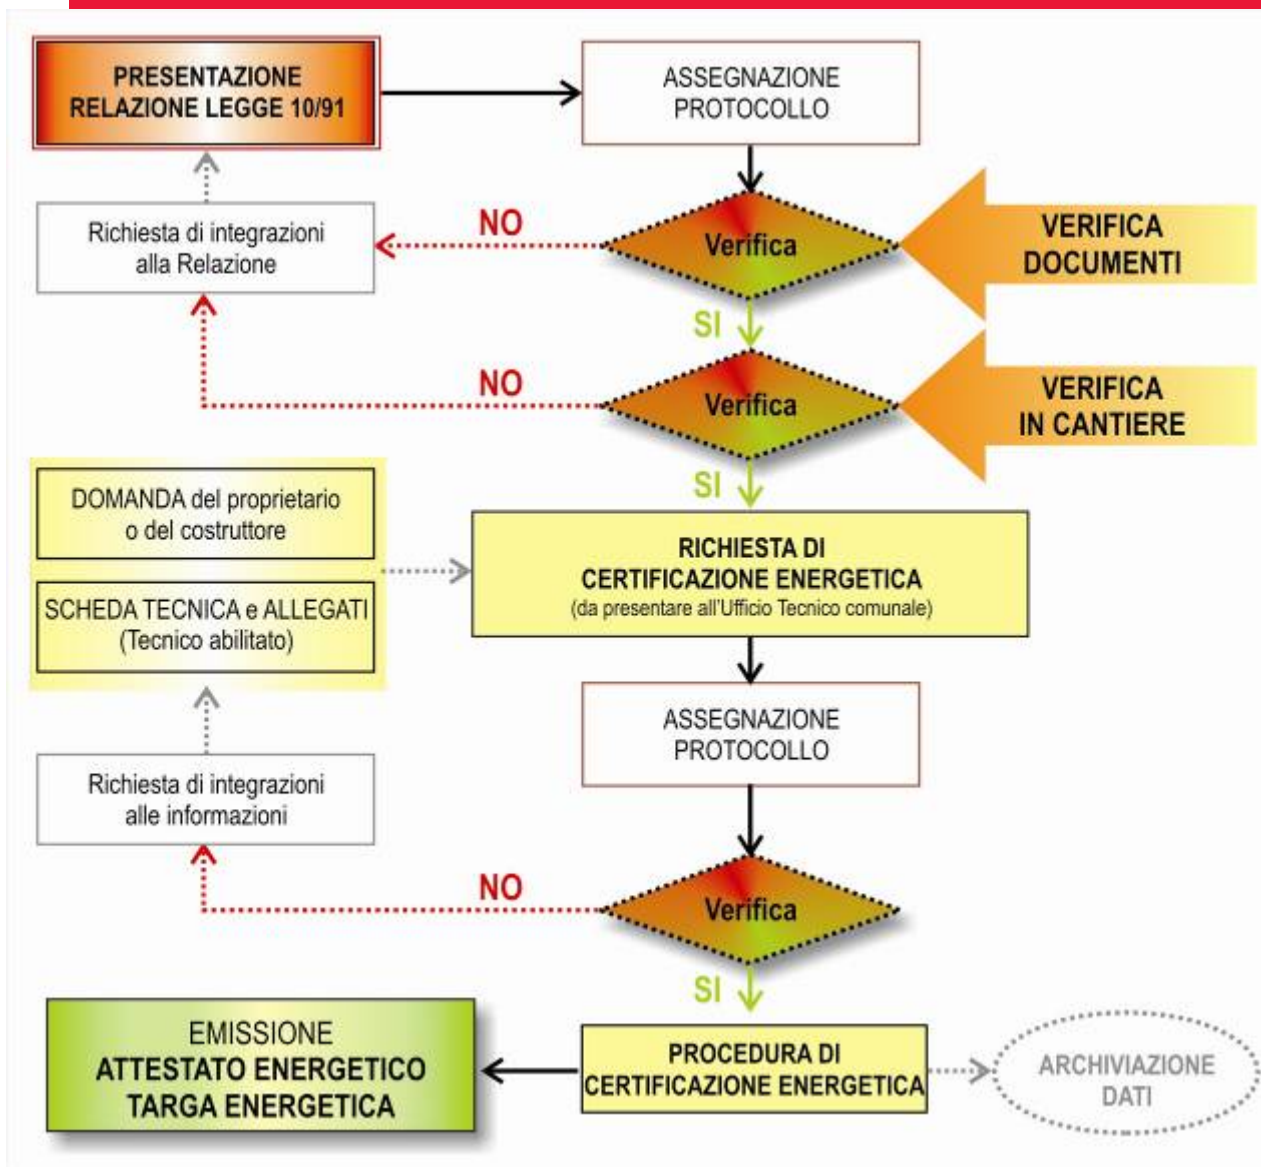 PRESENTAZIONE
RELAZIONE LEGGE 10/91
ASSEGNAZIONE
PROTOCOLLO
Richiesta di integrazioni
alla Relazione
NO
Verifica
VERIFICA
DOCUMENTI
SI
NO
Verifica
VERIFICA
IN CANTIERE
SI
DOMANDA del proprietario
o del costruttore
SCHEDA TECNICA e ALLEGATI
(Tecnico abilitato)
RICHIESTA DI
CERTIFICAZIONE ENERGETICA
(da presentare all'Ufficio Tecnico comunale)
ASSEGNAZIONE
PROTOCOLLO
Richiesta di integrazioni
alle informazioni
NO
Verifica
SI
EMISSIONE
ATTESTATO ENERGETICO
TARGA ENERGETICA
PROCEDURA DI
CERTIFICAZIONE ENERGETICA
ARCHIVIAZIONE
DATI